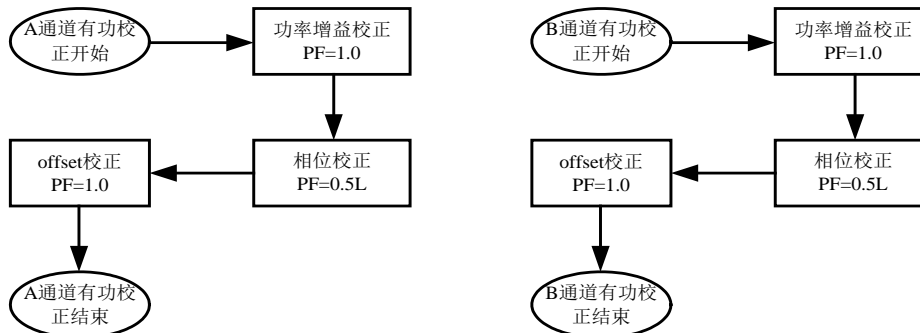 A通道有功校
正开始
功率增益校正
PF=1.0
相位校正
PF=0.5L
offset校正
PF=1.0
A通道有功校
正结束
B通道有功校
正开始
功率增益校正
PF=1.0
相位校正
PF=0.5L
offset校正
PF=1.0
B通道有功校
正结束